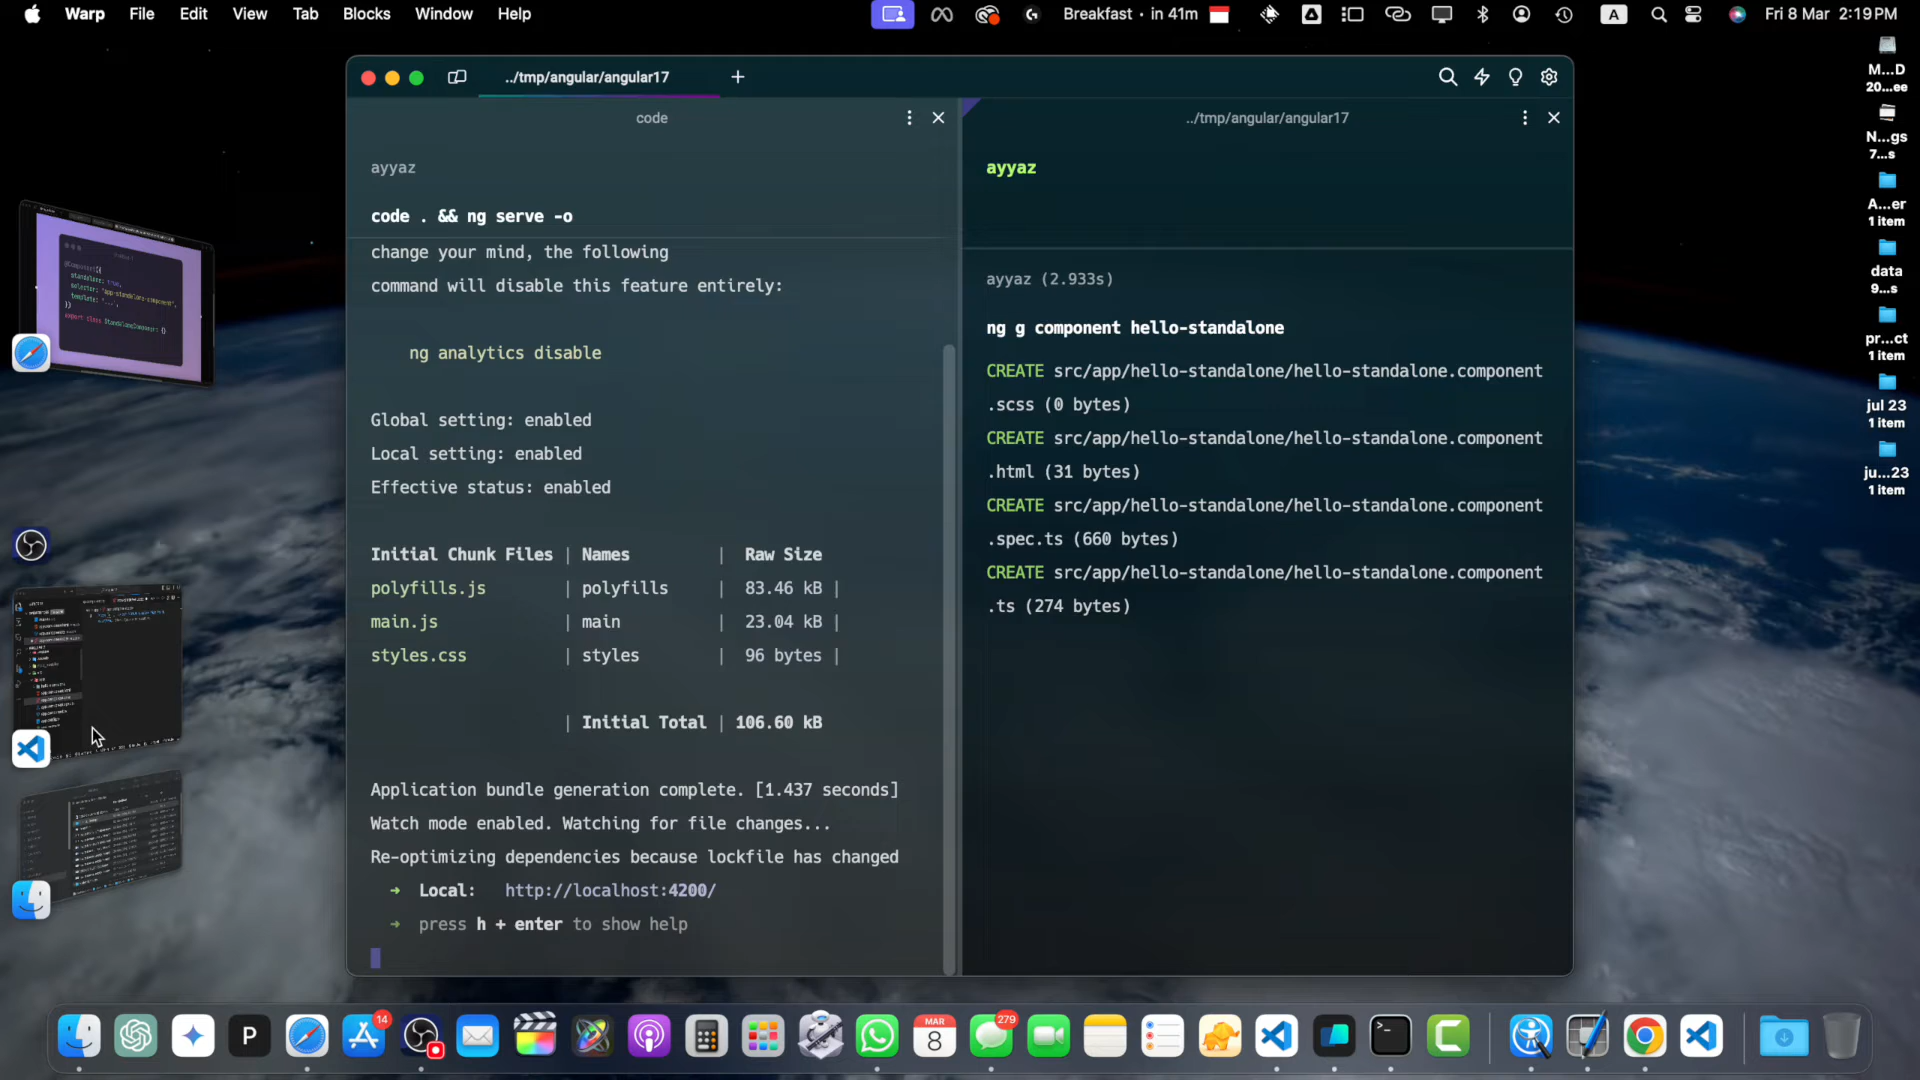 Warp File Edit View Tab Blocks Window Help
Breakfast · in 41m
A
Fri 8 Mar 2:19 PM
../tmp/angular/angular17
code
ayyaz
code . && ng serve -o
change your mind, the following
command will disable this feature entirely:
ng analytics disable
Global setting: enabled
Local setting: enabled
Effective status: enabled
Initial Chunk Files | Names | Raw Size
polyfills.js | polyfills | 83.46 kB |
main.js | main | 23.04 kB |
styles.css | styles | 96 bytes |
| Initial Total | 106.60 kB
Application bundle generation complete. [1.437 seconds]
Watch mode enabled. Watching for file changes...
Re-optimizing dependencies because lockfile has changed
➜ Local: http://localhost:4200/
➜ press h + enter to show help
../tmp/angular/angular17
ayyaz
ayyaz (2.933s)
ng g component hello-standalone
CREATE src/app/hello-standalone/hello-standalone.component
.scss (0 bytes)
CREATE src/app/hello-standalone/hello-standalone.component
.html (31 bytes)
CREATE src/app/hello-standalone/hello-standalone.component
.spec.ts (660 bytes)
CREATE src/app/hello-standalone/hello-standalone.component
.ts (274 bytes)
M...D
20...ee
N...gs
7...s
A...er
1 item
data
9...s
pr...ct
1 item
jul 23
1 item
ju...23
1 item
P
14
MAR
8
279